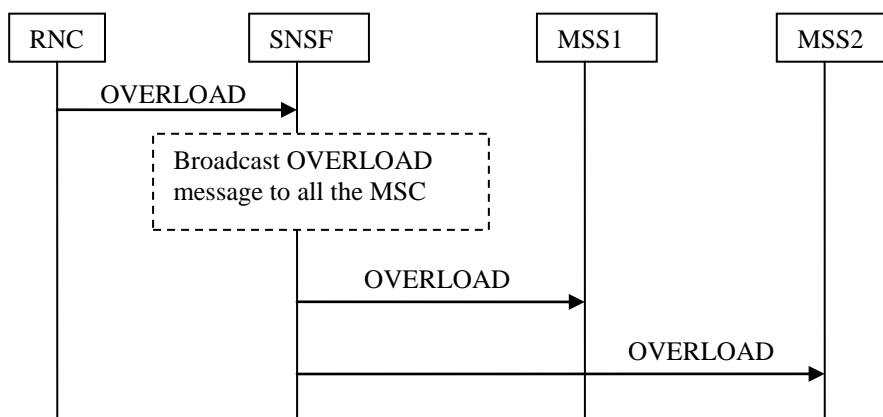 RNC SNSF MSS1 MSS2
OVERLOAD
Broadcast OVERLOAD
message to all the MSC
OVERLOAD
OVERLOAD